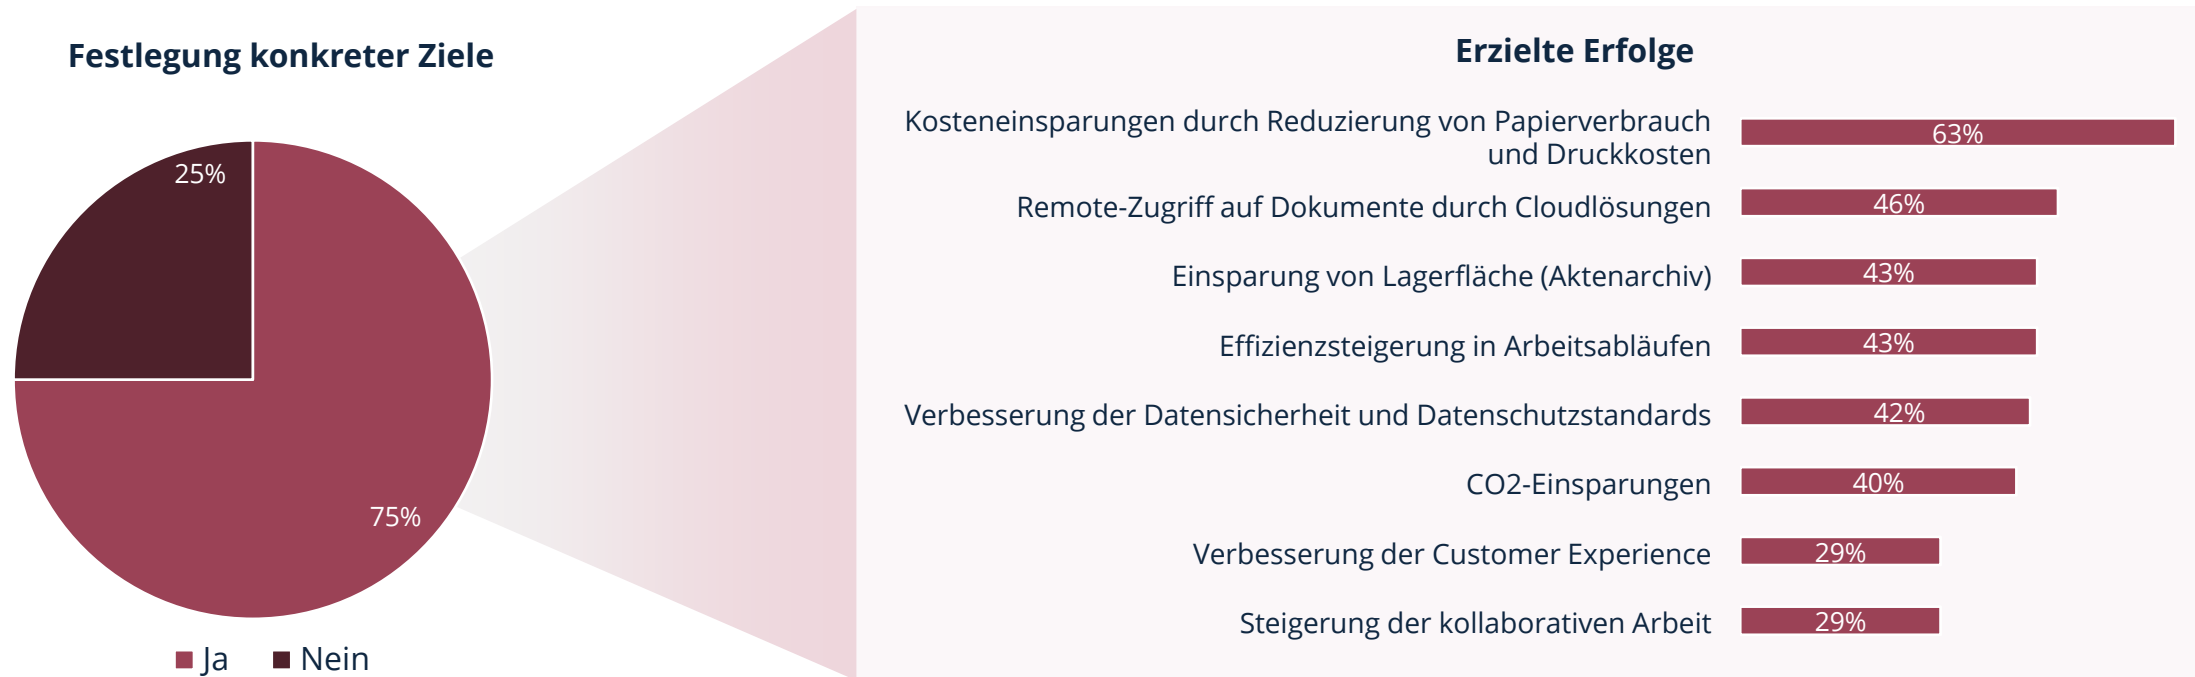 Festlegung konkreter Ziele
25%
75%
Ja
Nein
Erzielte Erfolge
Kosteneinsparungen durch Reduzierung von Papierverbrauch
und Druckkosten
63%
Remote-Zugriff auf Dokumente durch Cloudlösungen
46%
Einsparung von Lagerfläche (Aktenarchiv)
43%
Effizienzsteigerung in Arbeitsabläufen
43%
Verbesserung der Datensicherheit und Datenschutzstandards
42%
CO2-Einsparungen
40%
Verbesserung der Customer Experience
29%
Steigerung der kollaborativen Arbeit
29%